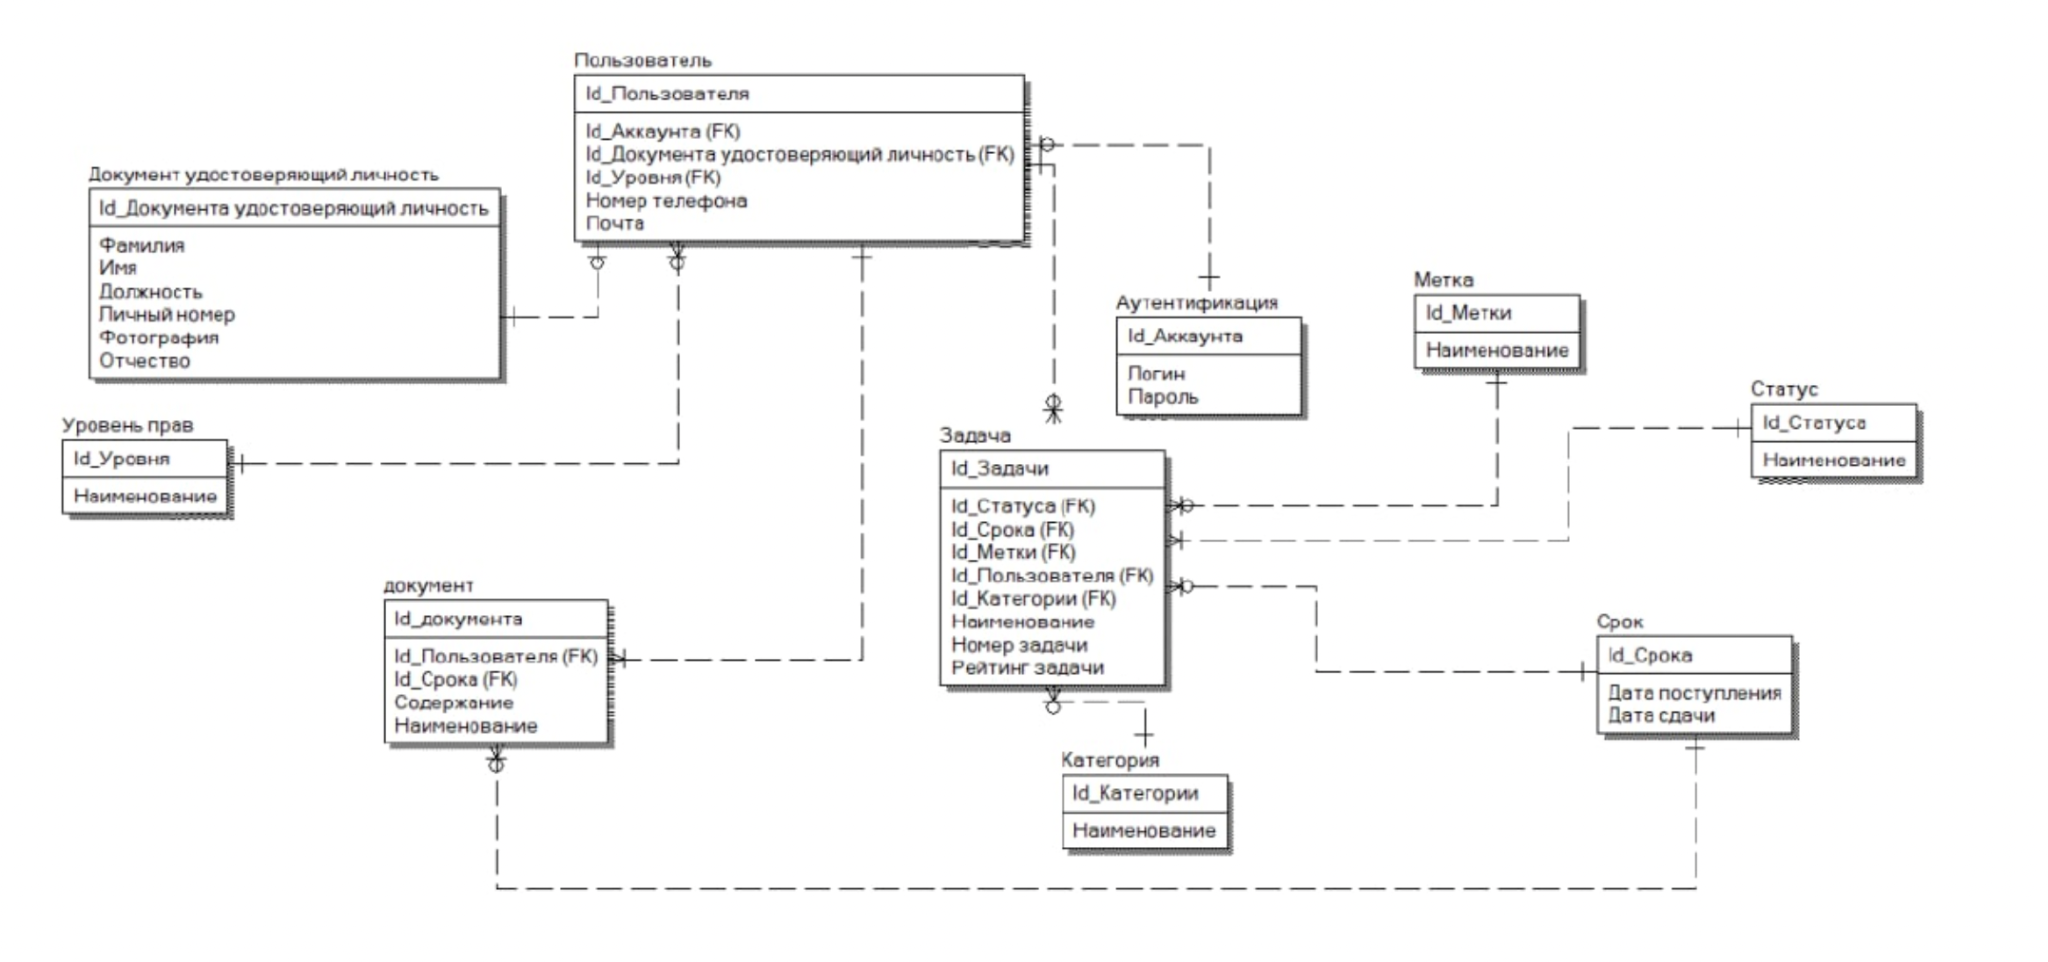 Пользователь
Id_Пользователя
Id_Аккаунта (FK)
Id_Документа удостоверяющий личность (FK)
Id_Уровня (FK)
Номер телефона
Почта
Документ удостоверяющий личность
Id_Документа удостоверяющий личность
Фамилия
Имя
Должность
Личный номер
Фотография
Отчество
Аутентификация
Id_Аккаунта
Логин
Пароль
Метка
Id_Метки
Наименование
Статус
Id_Статуса
Наименование
Уровень прав
Id_Уровня
Наименование
Задача
Id_Задачи
Id_Статуса (FK)
Id_Срока (FK)
Id_Метки (FK)
Id_Пользователя (FK)
Id_Категории (FK)
Наименование
Номер задачи
Рейтинг задачи
документ
Id_документа
Id_Пользователя (FK)
Id_Срока (FK)
Содержание
Наименование
Срок
Id_Срока
Дата поступления
Дата сдачи
Категория
Id_Категории
Наименование